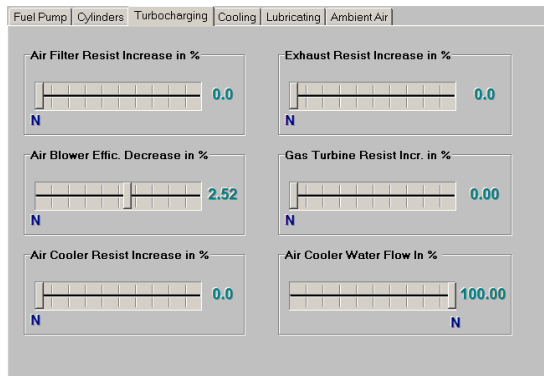 Fuel Pump Cylinders Turbocharging Cooling Lubricating Ambient Air
Air Filter Resist Increase in % Exhaust Resist Increase in %
0.0 0.0
N N
Air Blower Effic. Decrease in % Gas Turbine Resist Incr. in %
2.52 0.00
N N
Air Cooler Resist Increase in % Air Cooler Water Flow In %
0.0 100.00
N N